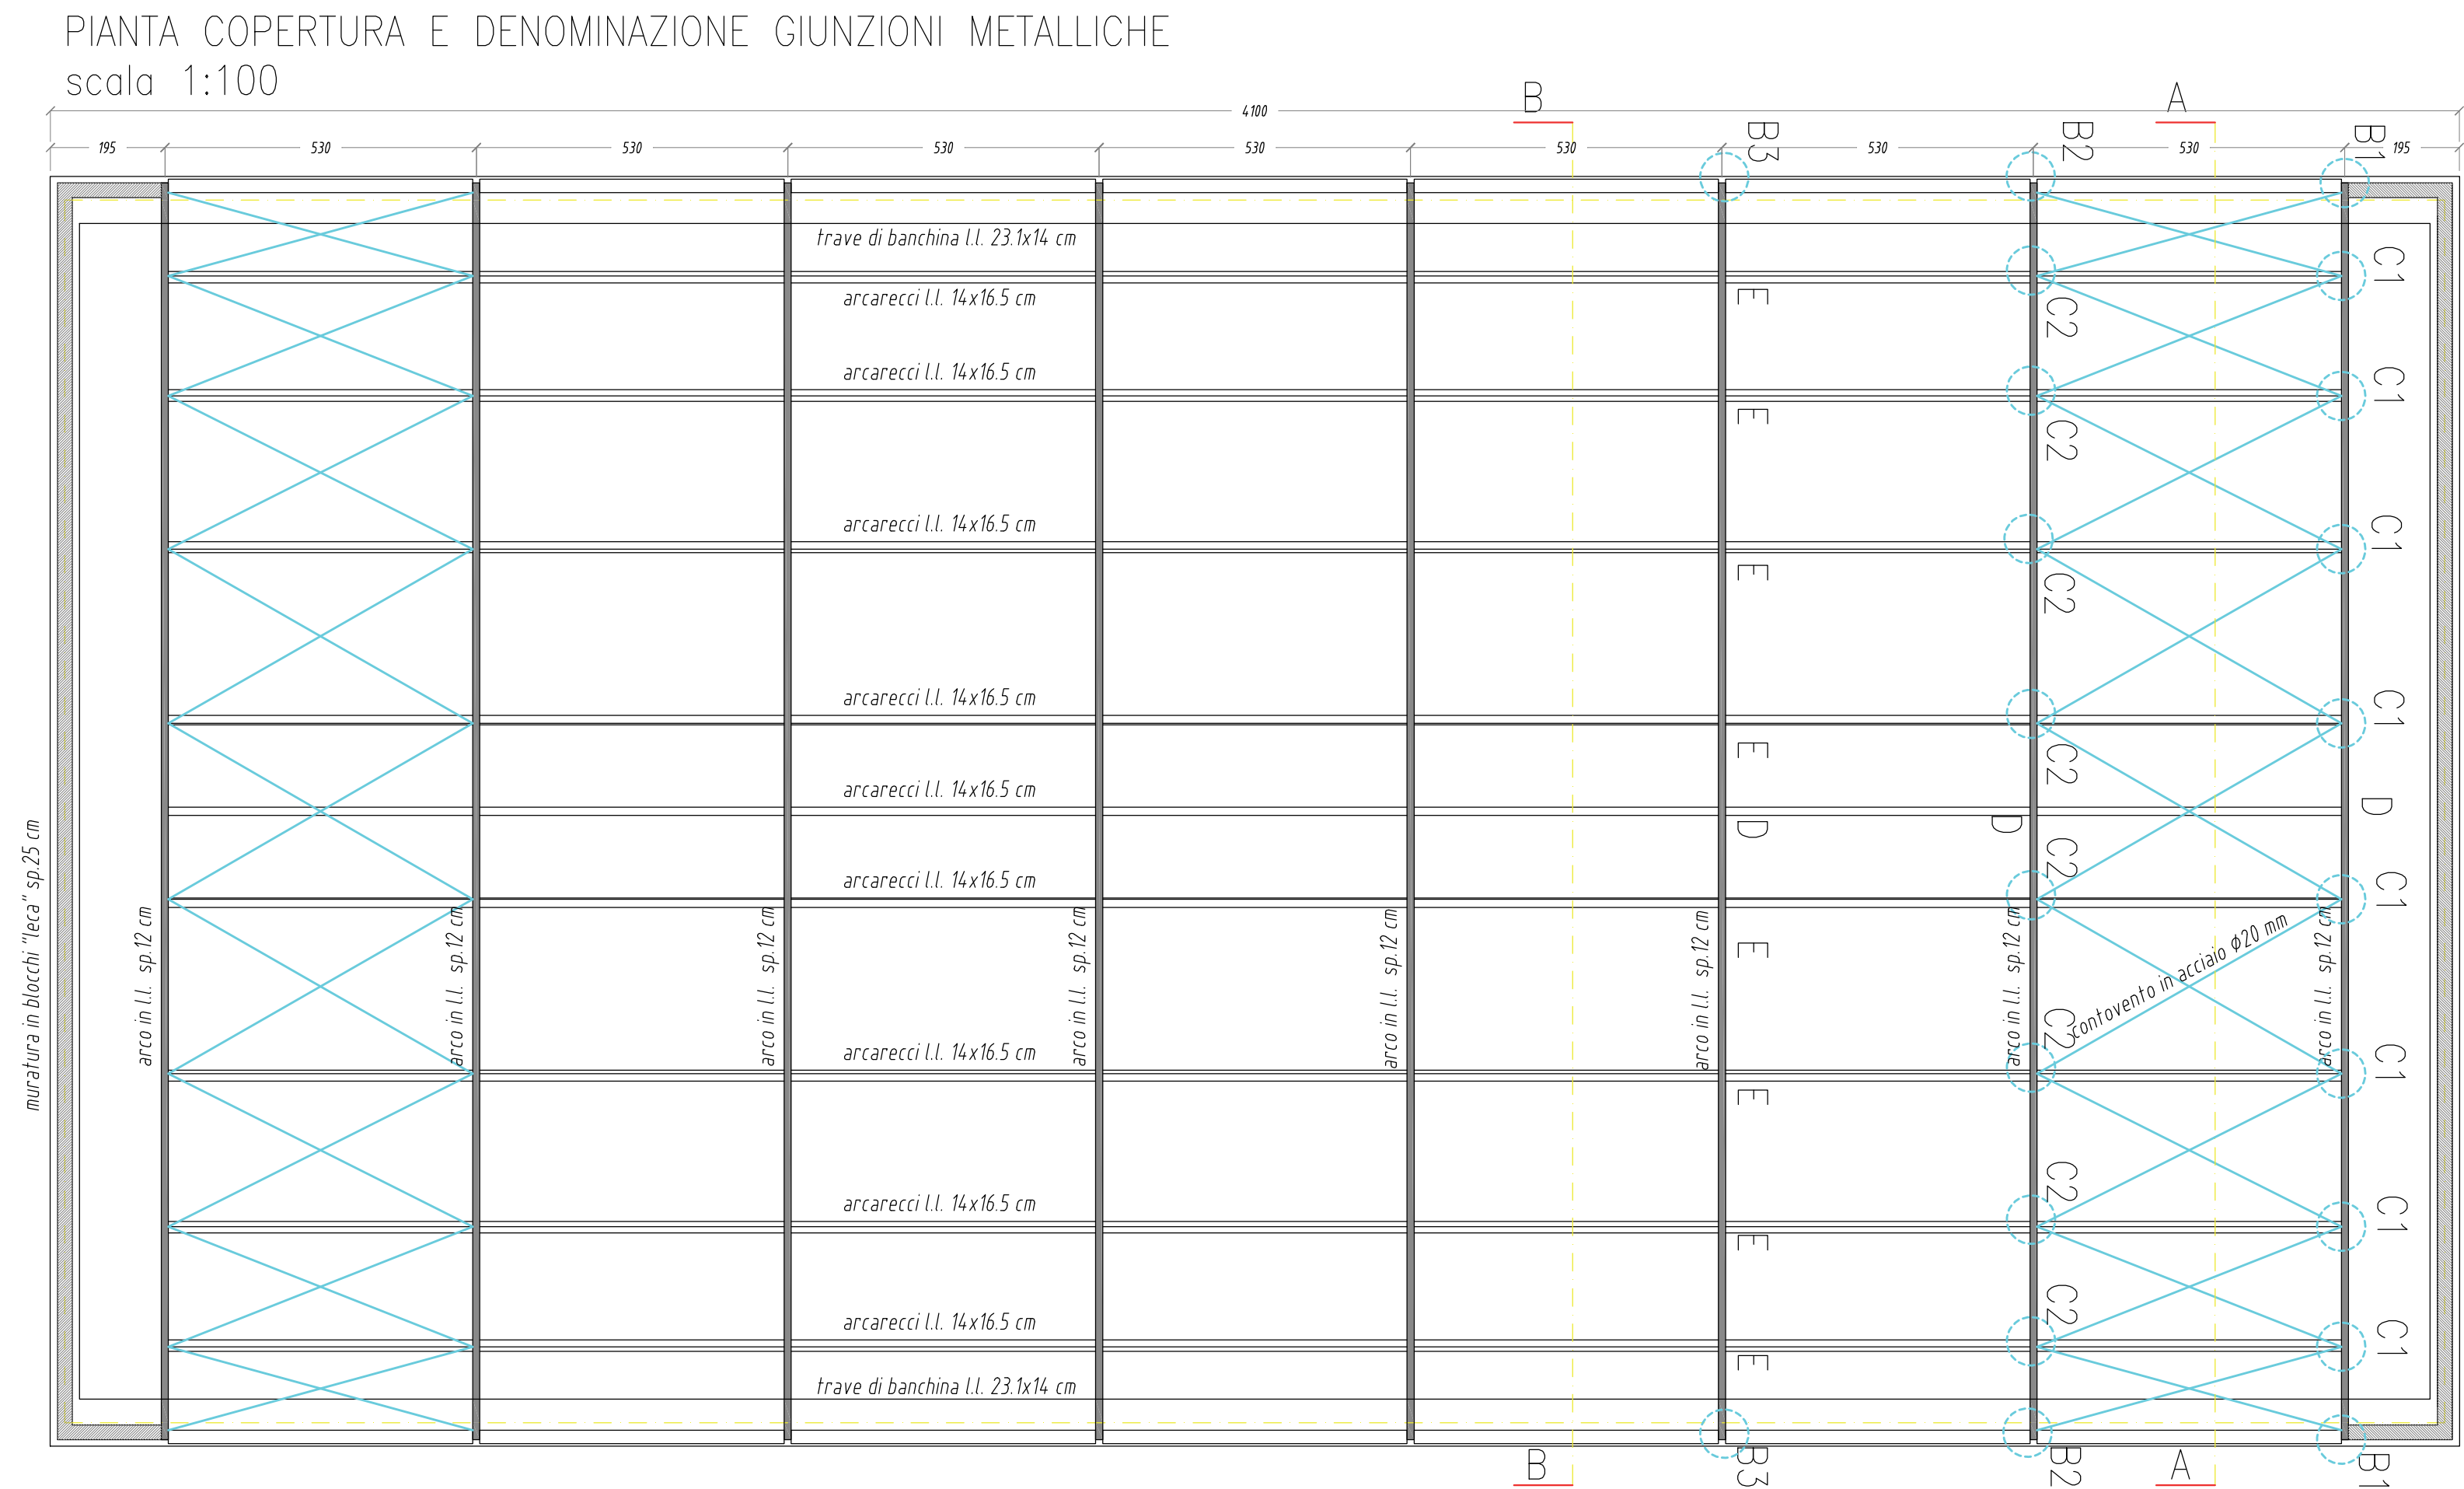 PIANTA COPERTURA E DENOMINAZIONE GIUNZIONI METALLICHE
scala 1:100
B
A
4100
195
530
530
530
530
530
530
530
195
B3
B2
B1
trave di banchina l.l. 23.1x14 cm
C1
arcarecci l.l. 14x16.5 cm
E
C2
arcarecci l.l. 14x16.5 cm
C1
E
C2
arcarecci l.l. 14x16.5 cm
C1
E
C2
arcarecci l.l. 14x16.5 cm
C1
E
C2
arcarecci l.l. 14x16.5 cm
D
D
D
C2
arcarecci l.l. 14x16.5 cm
C1
muratura in blocchi "leca" sp.25 cm
arco in l.l. sp.12 cm
arco in l.l. sp.12 cm
arco in l.l. sp.12 cm
arco in l.l. sp.12 cm
arco in l.l. sp.12 cm
arco in l.l. sp.12 cm
arco in l.l. sp.12 cm
arco in l.l. sp.12 cm
contovento in acciaio Φ20 mm
E
C2
arcarecci l.l. 14x16.5 cm
C1
E
C2
arcarecci l.l. 14x16.5 cm
C1
E
C2
arcarecci l.l. 14x16.5 cm
C1
E
trave di banchina l.l. 23.1x14 cm
B
B3
B2
A
B1